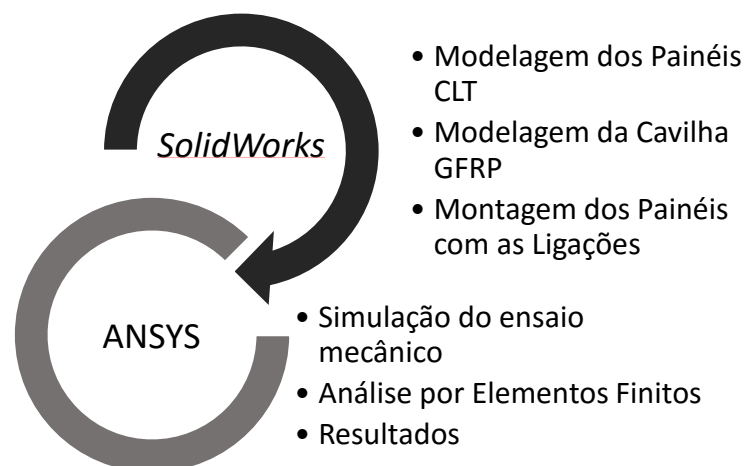 SolidWorks
• Modelagem dos Painéis
CLT
• Modelagem da Cavilha
GFRP
• Montagem dos Painéis
com as Ligações
ANSYS
• Simulação do ensaio
mecânico
• Análise por Elementos Finitos
• Resultados